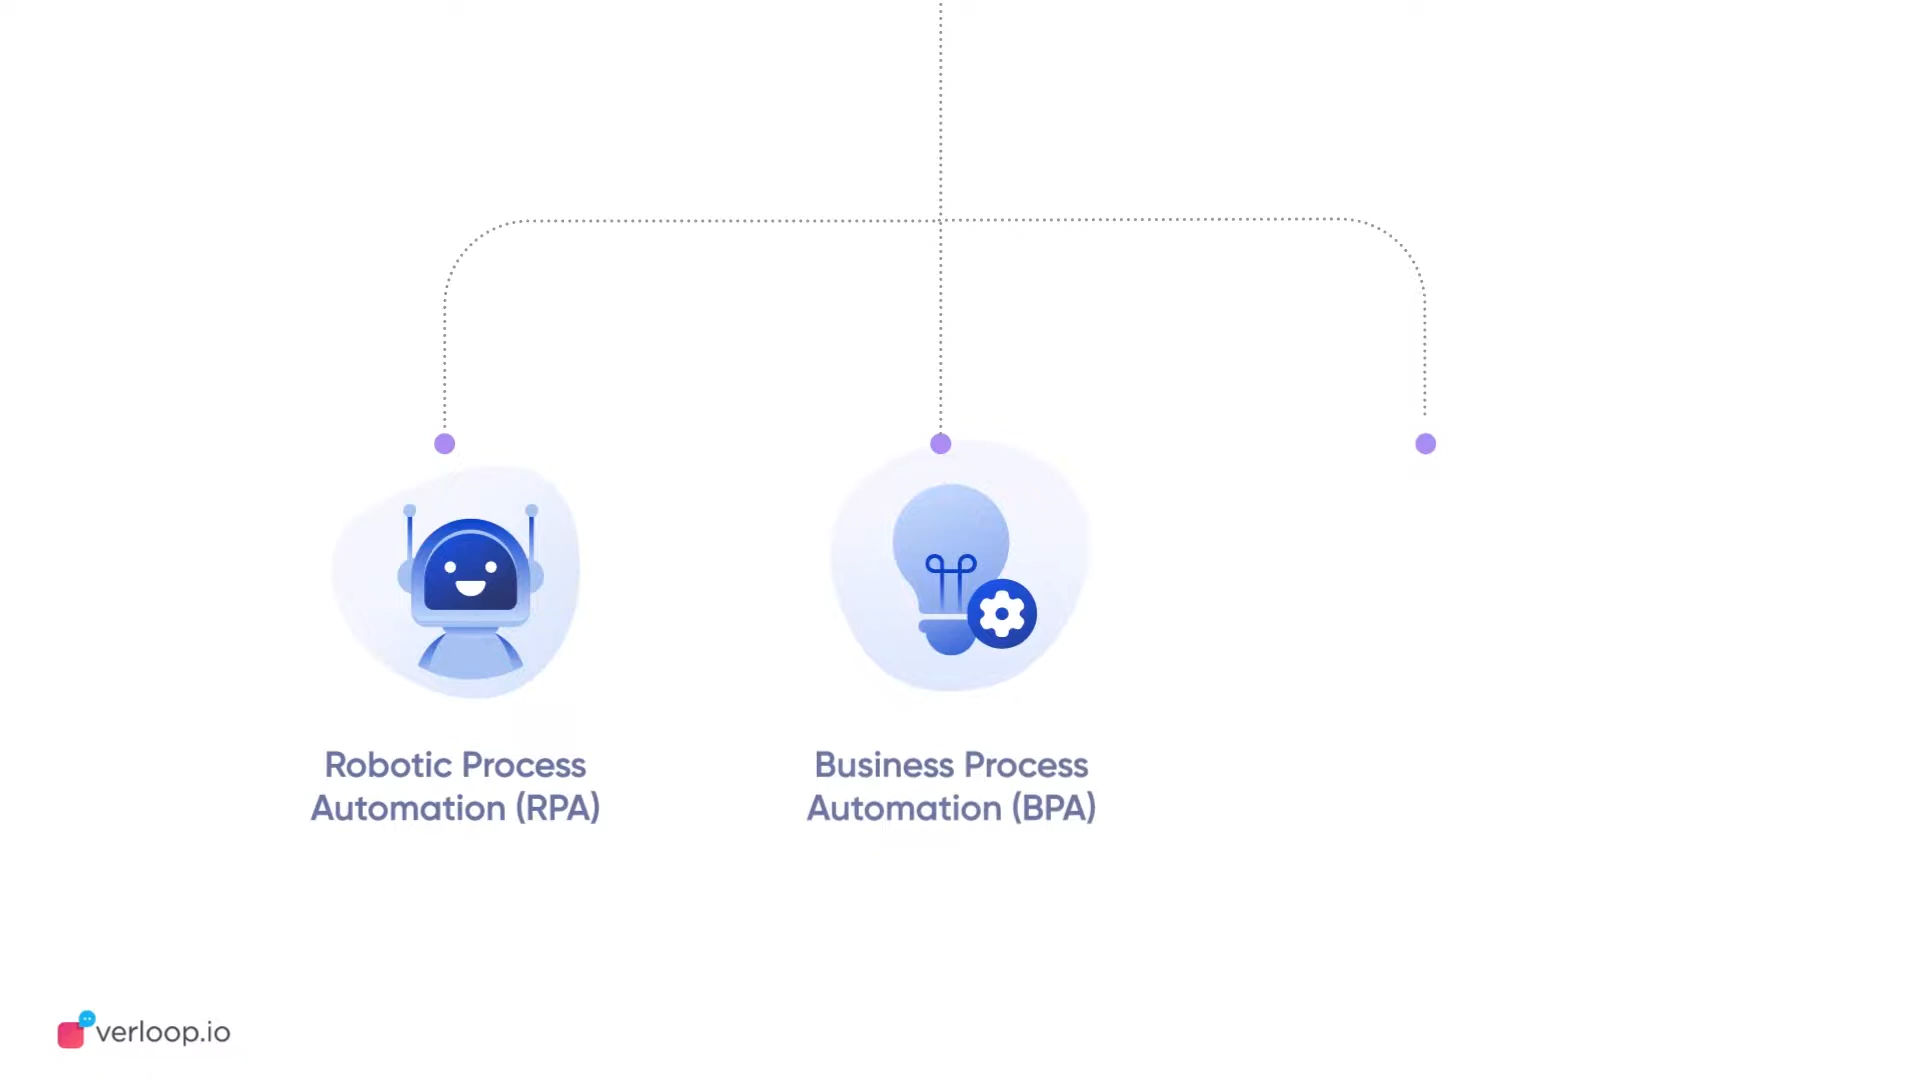 Robotic Process
Automation (RPA)
Business Process
Automation (BPA)
verloop.io